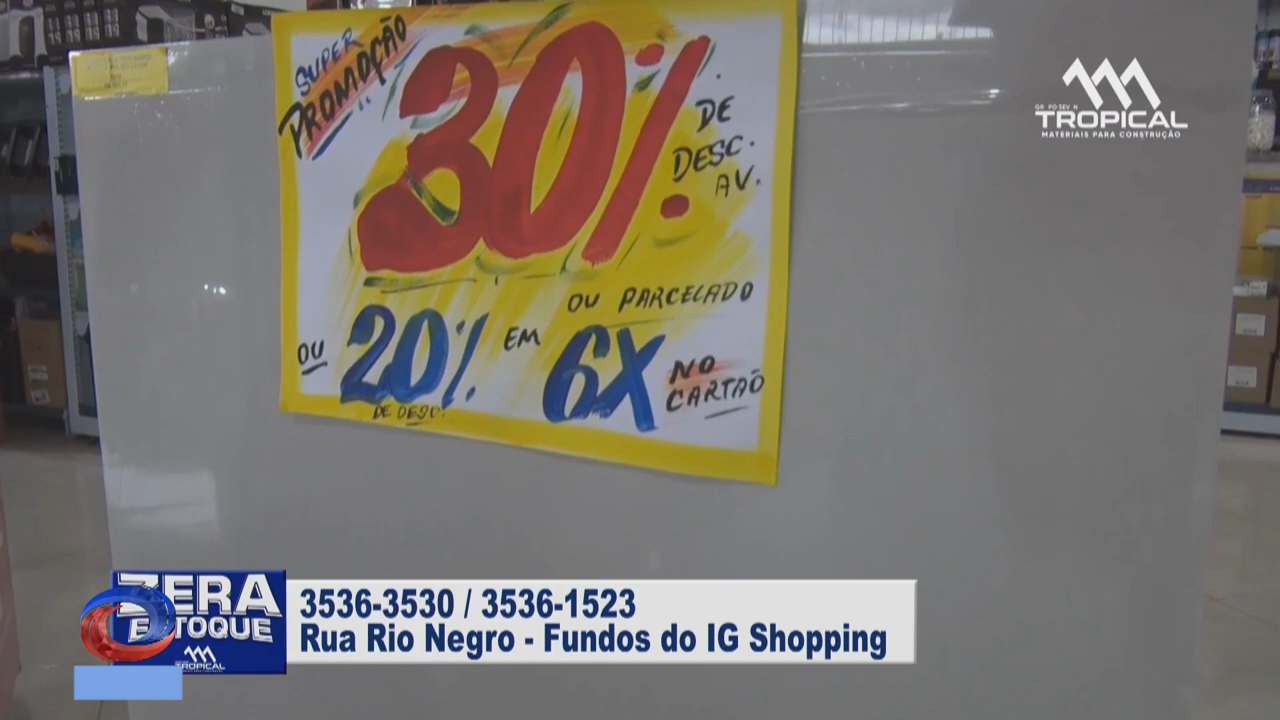 SUPER
PROMOÇÃO
30%
DE
DESC.
AV.
OU PARCELADO
OU 20% EM 6X NO
CARTAÕ
DE DESC.
TROPICAL
MATERIAIS PARA CONSTRUÇÃO
ZERA
ESTOQUE
TROPICAL
3536-3530 / 3536-1523
Rua Rio Negro - Fundos do IG Shopping